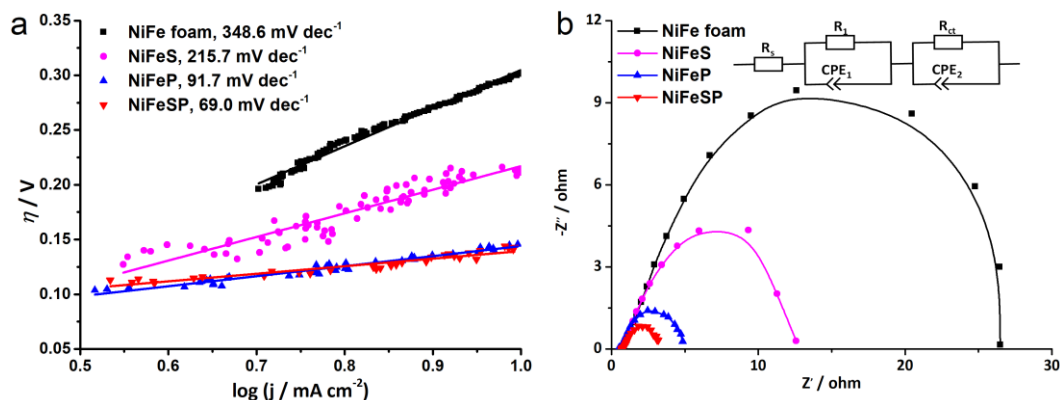 a
NiFe foam, 348.6 mV dec⁻¹
NiFeS, 215.7 mV dec⁻¹
NiFeP, 91.7 mV dec⁻¹
NiFeSP, 69.0 mV dec⁻¹
0.35
0.30
0.25
0.20
0.15
0.10
0.05
η / V
0.5
0.6
0.7
0.8
0.9
1.0
log (j / mA cm⁻²)
b
NiFe foam
NiFeS
NiFeP
NiFeSP
Rs
R1
CPE1
Rct
CPE2
-12
-9
-6
-3
0
-Z″ / ohm
0
5
10
15
20
25
30
Z′ / ohm